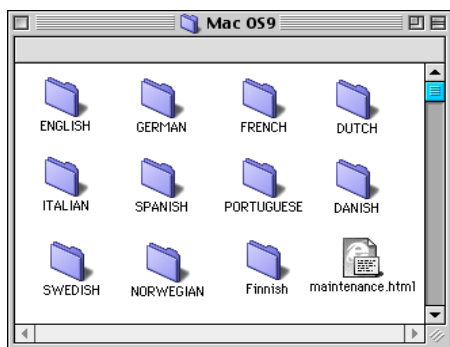 Mac OS9
ENGLISH GERMAN FRENCH DUTCH
ITALIAN SPANISH PORTUGUESE DANISH
SWEDISH NORWEGIAN Finnish maintenance.html